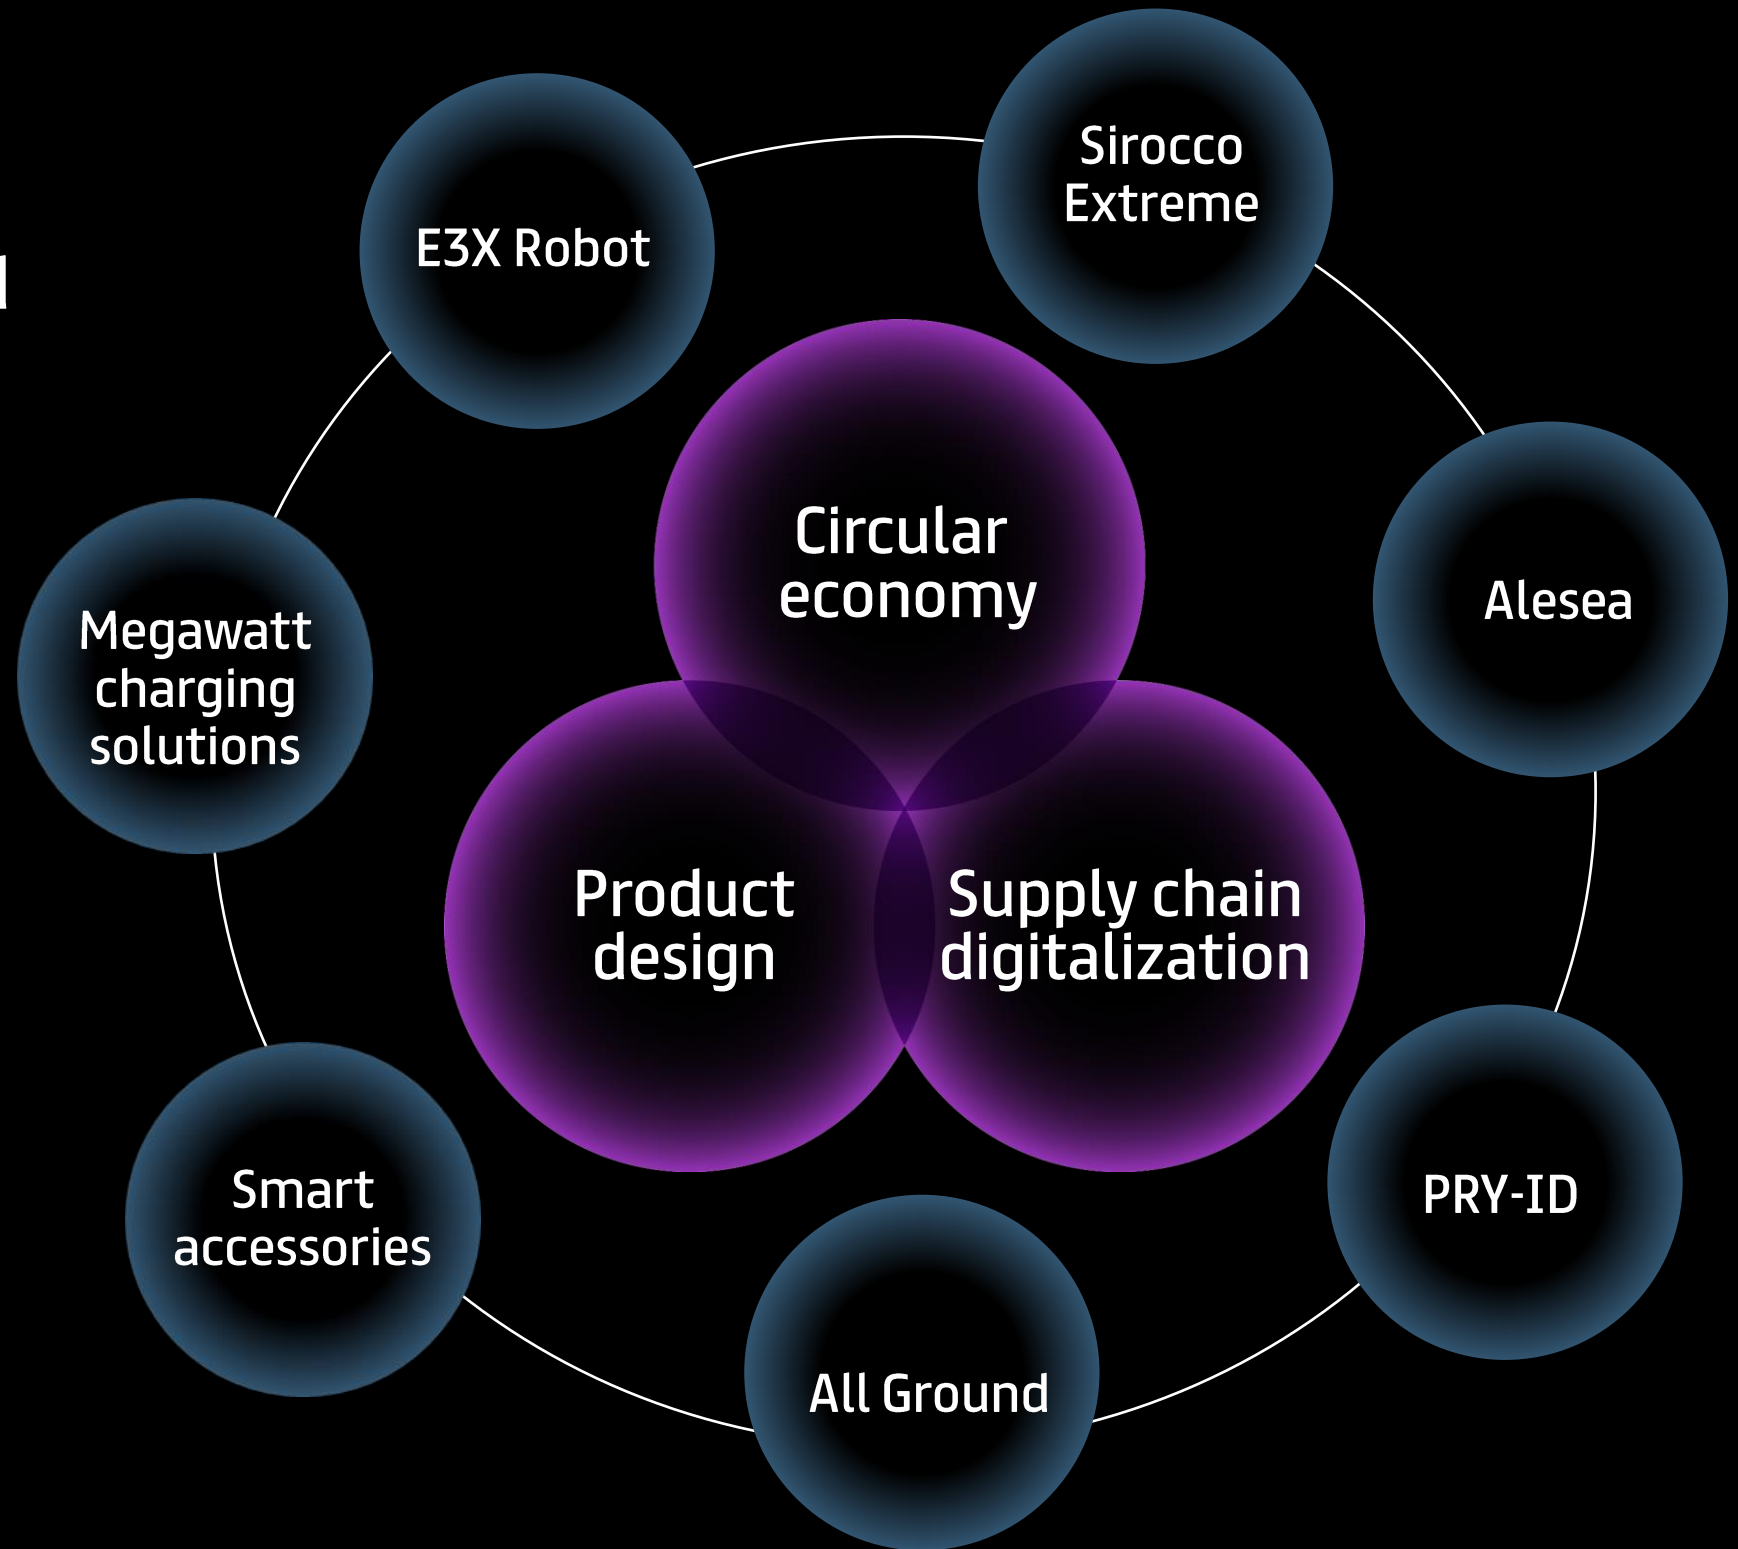 Sirocco
Extreme
E3X Robot
Circular
economy
Alesea
Megawatt
charging
solutions
Product
design
Supply chain
digitalization
Smart
accessories
PRY-ID
All Ground